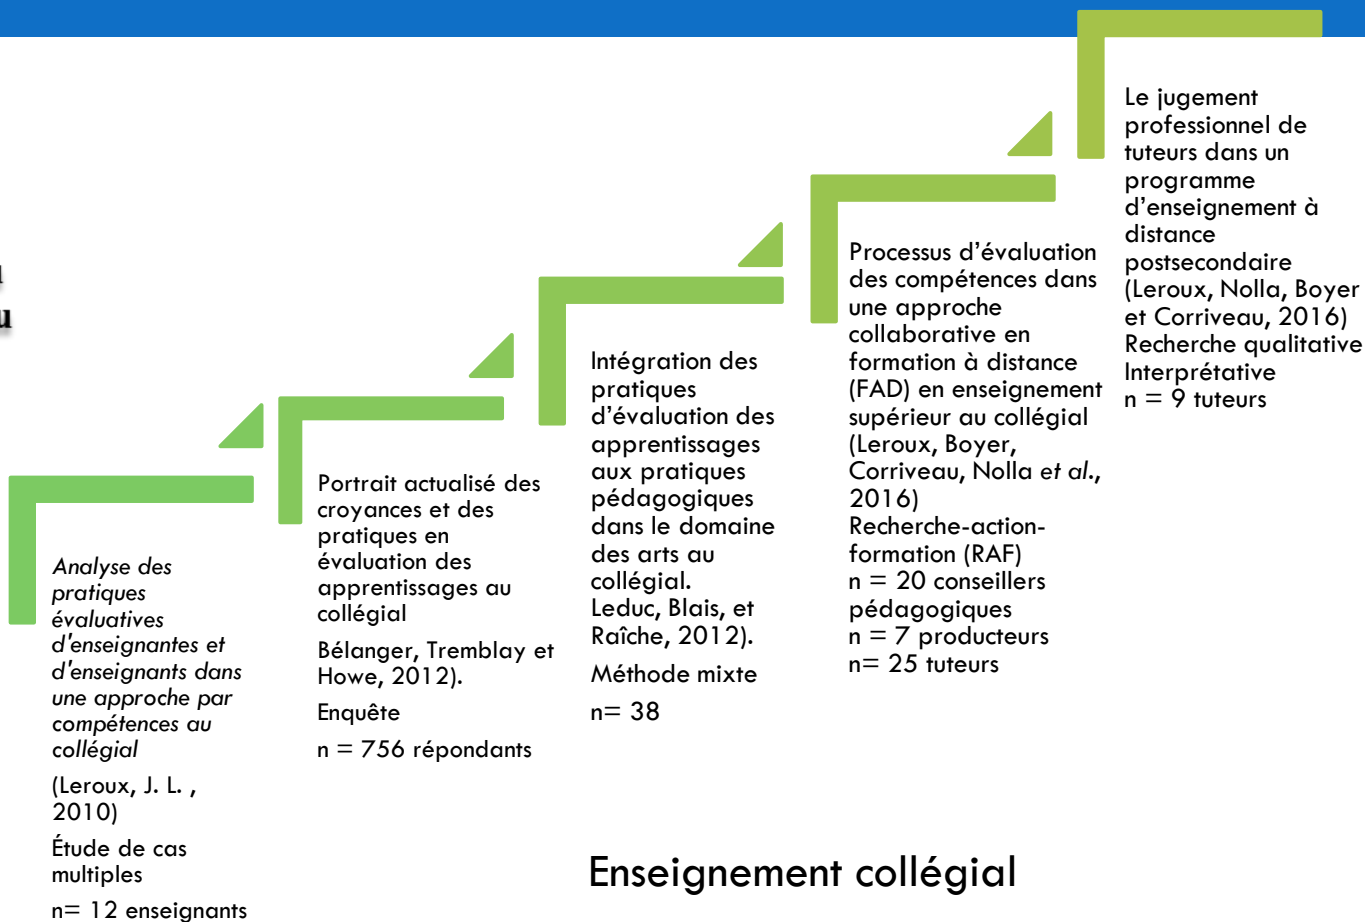 Analyse des
pratiques
évaluatives
d'enseignantes et
d'enseignants dans
une approche par
compétences au
collégial
(Leroux, J. L. ,
2010)
Étude de cas
multiples
n= 12 enseignants
Portrait actualisé des
croyances et des
pratiques en
évaluation des
apprentissages au
collégial
Bélanger, Tremblay et
Howe, 2012).
Enquête
n = 756 répondants
Intégration des
pratiques
d'évaluation des
apprentissages
aux pratiques
pédagogiques
dans le domaine
des arts au
collégial.
Leduc, Blais, et
Raîche, 2012).
Méthode mixte
n= 38
Processus d'évaluation
des compétences dans
une approche
collaborative en
formation à distance
(FAD) en enseignement
supérieur au collégial
(Leroux, Boyer,
Corriveau, Nolla et al.,
2016)
Recherche-action-
formation (RAF)
n = 20 conseillers
pédagogiques
n = 7 producteurs
n= 25 tuteurs
Le jugement
professionnel de
tuteurs dans un
programme
d'enseignement à
distance
postsecondaire
(Leroux, Nolla, Boyer
et Corriveau, 2016)
Recherche qualitative
Interprétative
n = 9 tuteurs
Enseignement collégial